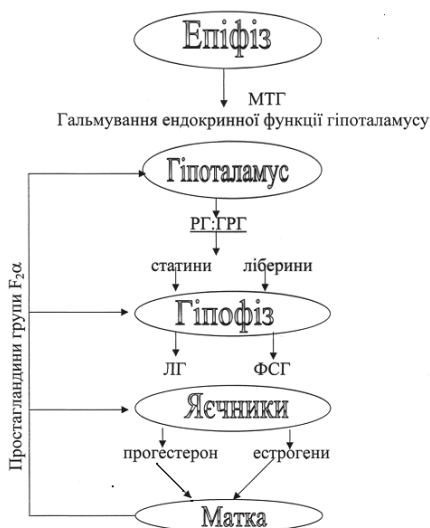 Епіфіз
МТГ
Гальмування ендокринної функції гіпоталамусу
Гіпоталамус
РГ:ГРГ
статини ліберини
Гіпофіз
ЛГ ФСГ
Яєчники
прогестерон естрогени
Матка
Простагландини групи F₂α